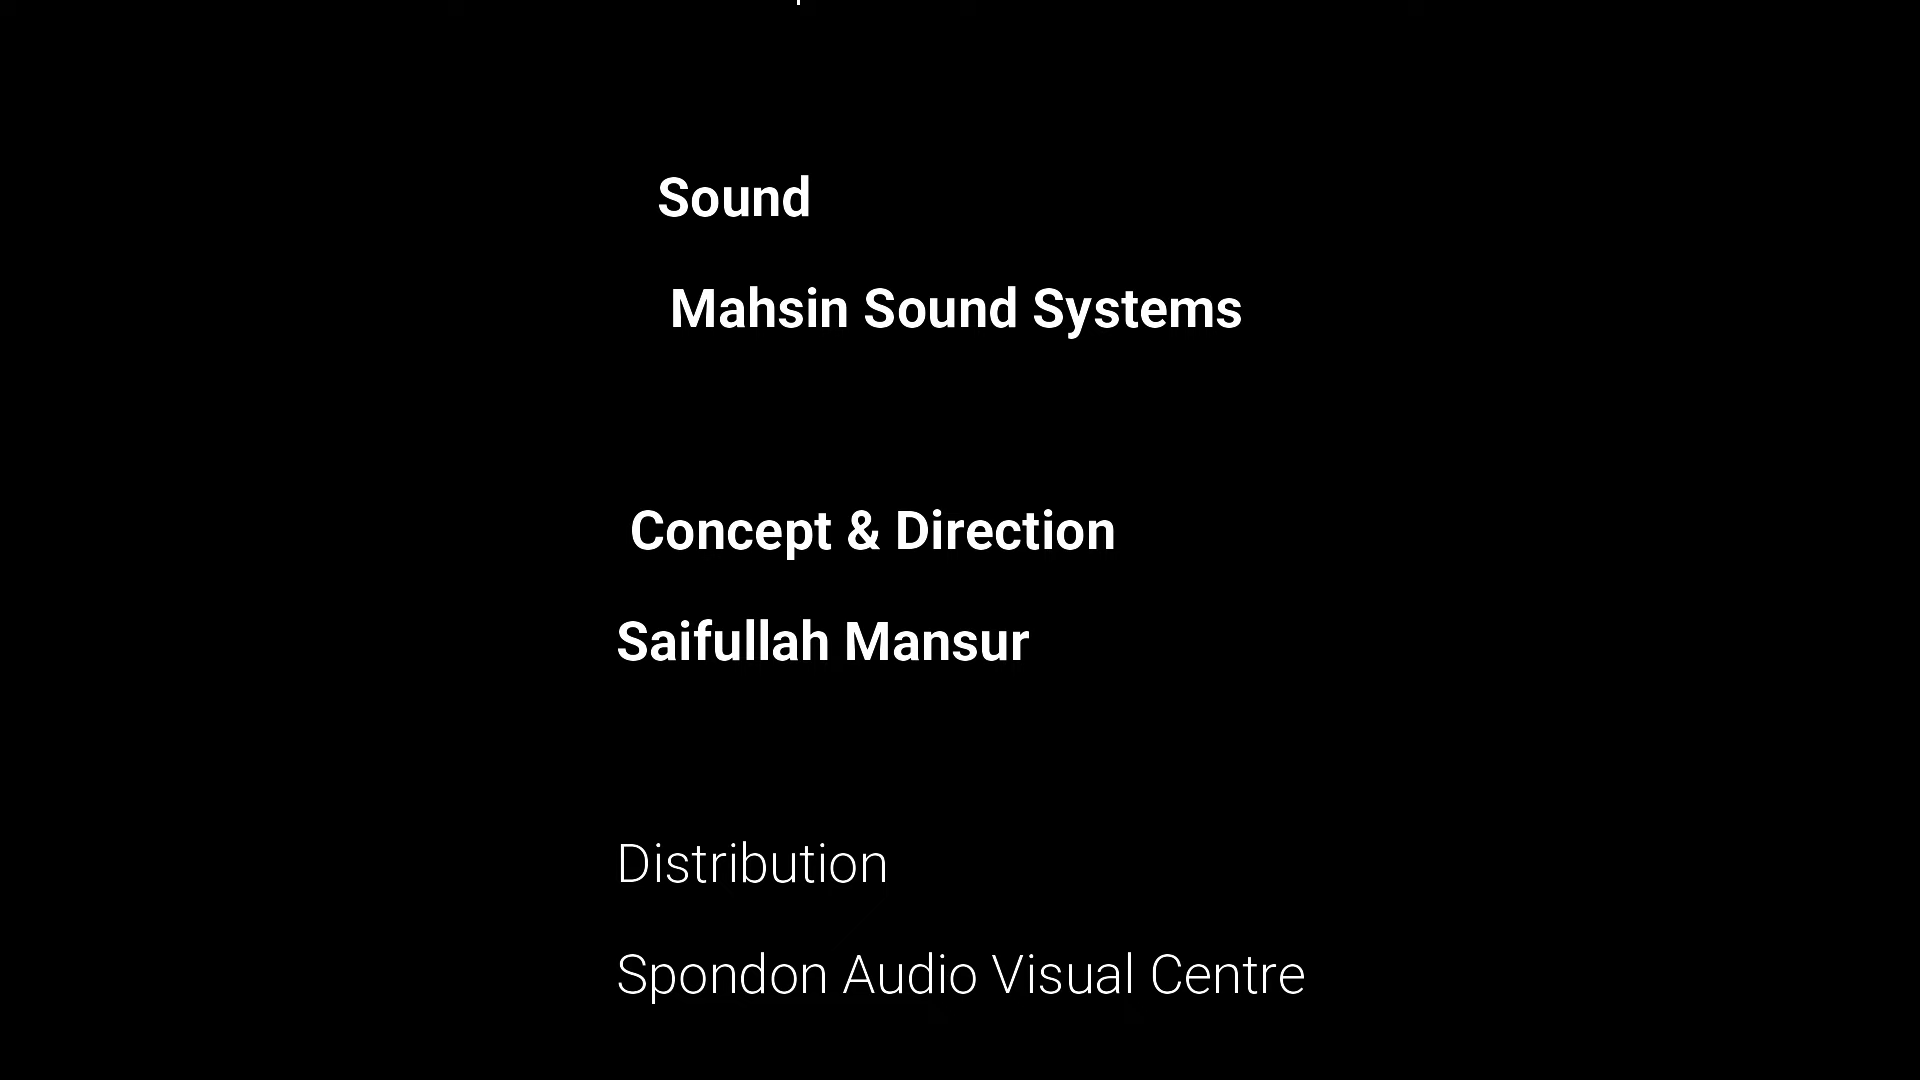 Sound
Mahsin Sound Systems
Concept & Direction
Saifullah Mansur
Distribution
Spondon Audio Visual Centre